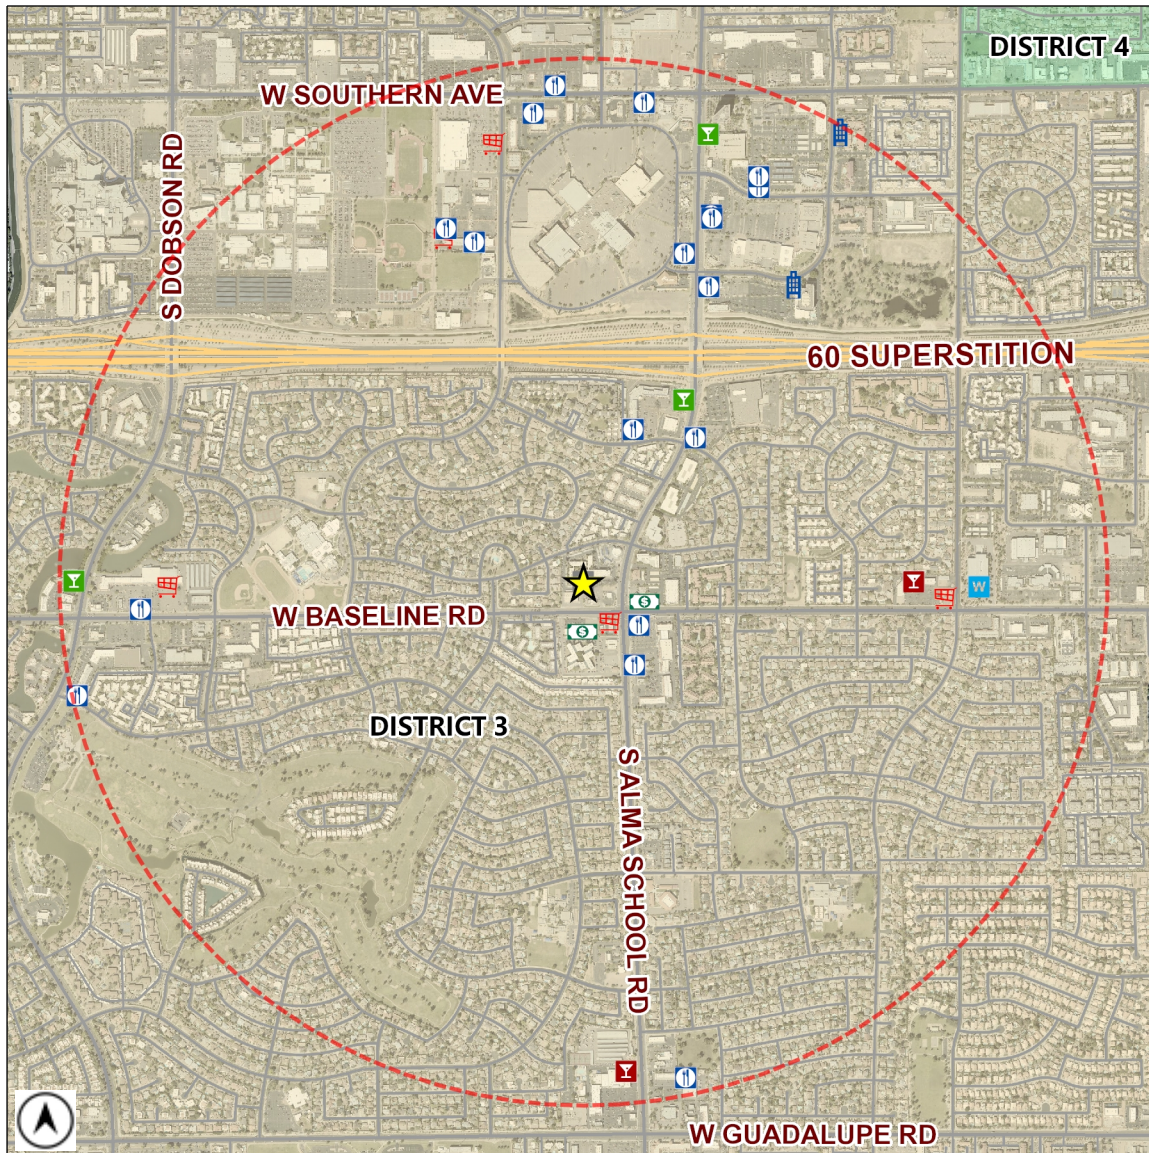 DISTRICT 4
W SOUTHERN AVE
S DOBSON RD
60 SUPERSTITION
W
W BASELINE RD
$
$
DISTRICT 3
S ALMA SCHOOL RD
W GUADALUPE RD